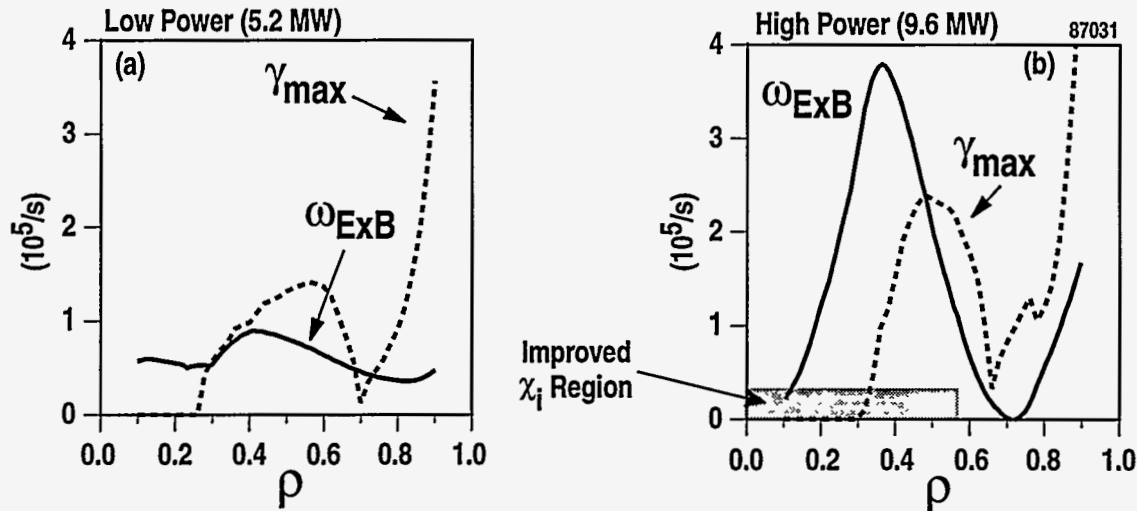 Low Power (5.2 MW)
(a)
γmax
ωExB
(10⁵/s)
4
3
2
1
0
0.0 0.2 0.4 0.6 0.8 1.0
ρ
High Power (9.6 MW)
87031
(b)
ωExB
γmax
(10⁵/s)
Improved
χi Region
4
3
2
1
0
0.0 0.2 0.4 0.6 0.8 1.0
ρ